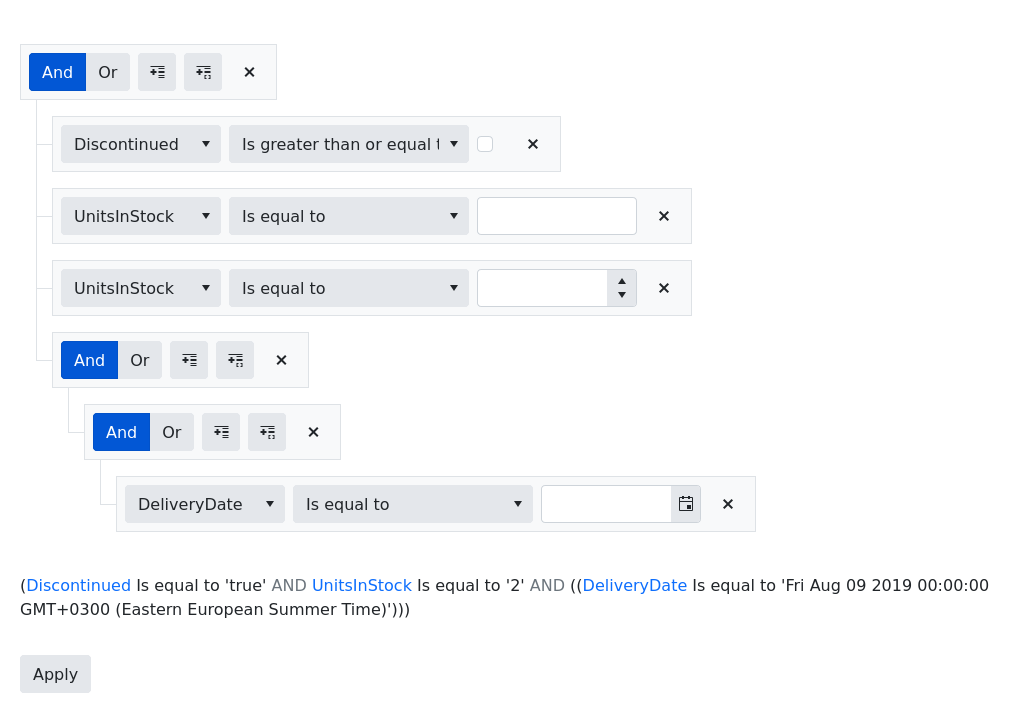 And Or
Discontinued Is greater than or equal t
UnitsInStock Is equal to
UnitsInStock Is equal to
And Or
And Or
DeliveryDate Is equal to
(Discontinued Is equal to 'true' AND UnitsInStock Is equal to '2' AND ((DeliveryDate Is equal to 'Fri Aug 09 2019 00:00:00
GMT+0300 (Eastern European Summer Time)')))
Apply